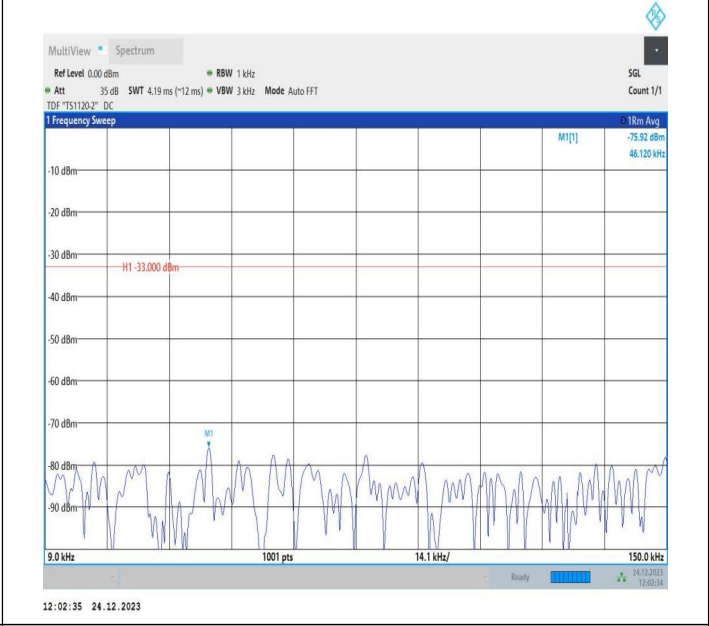 R S
MultiView Spectrum
Ref Level 0.00 dBm RBW 1 kHz SGL
Att 35 dB SWT 4.19 ms (~12 ms) VBW 3 kHz Mode Auto FFT Count 1/1
TDF "TS1120-2" DC
1 Frequency Sweep 1Rm Avg
M1[1] -75.92 dBm
46.120 kHz
-10 dBm
-20 dBm
-30 dBm
H1 -33.000 dBm
-40 dBm
-50 dBm
-60 dBm
-70 dBm
M1
-80 dBm
-90 dBm
9.0 kHz 1001 pts 14.1 kHz/ 150.0 kHz
Ready 24.12.2023
12:02:34
12:02:35 24.12.2023